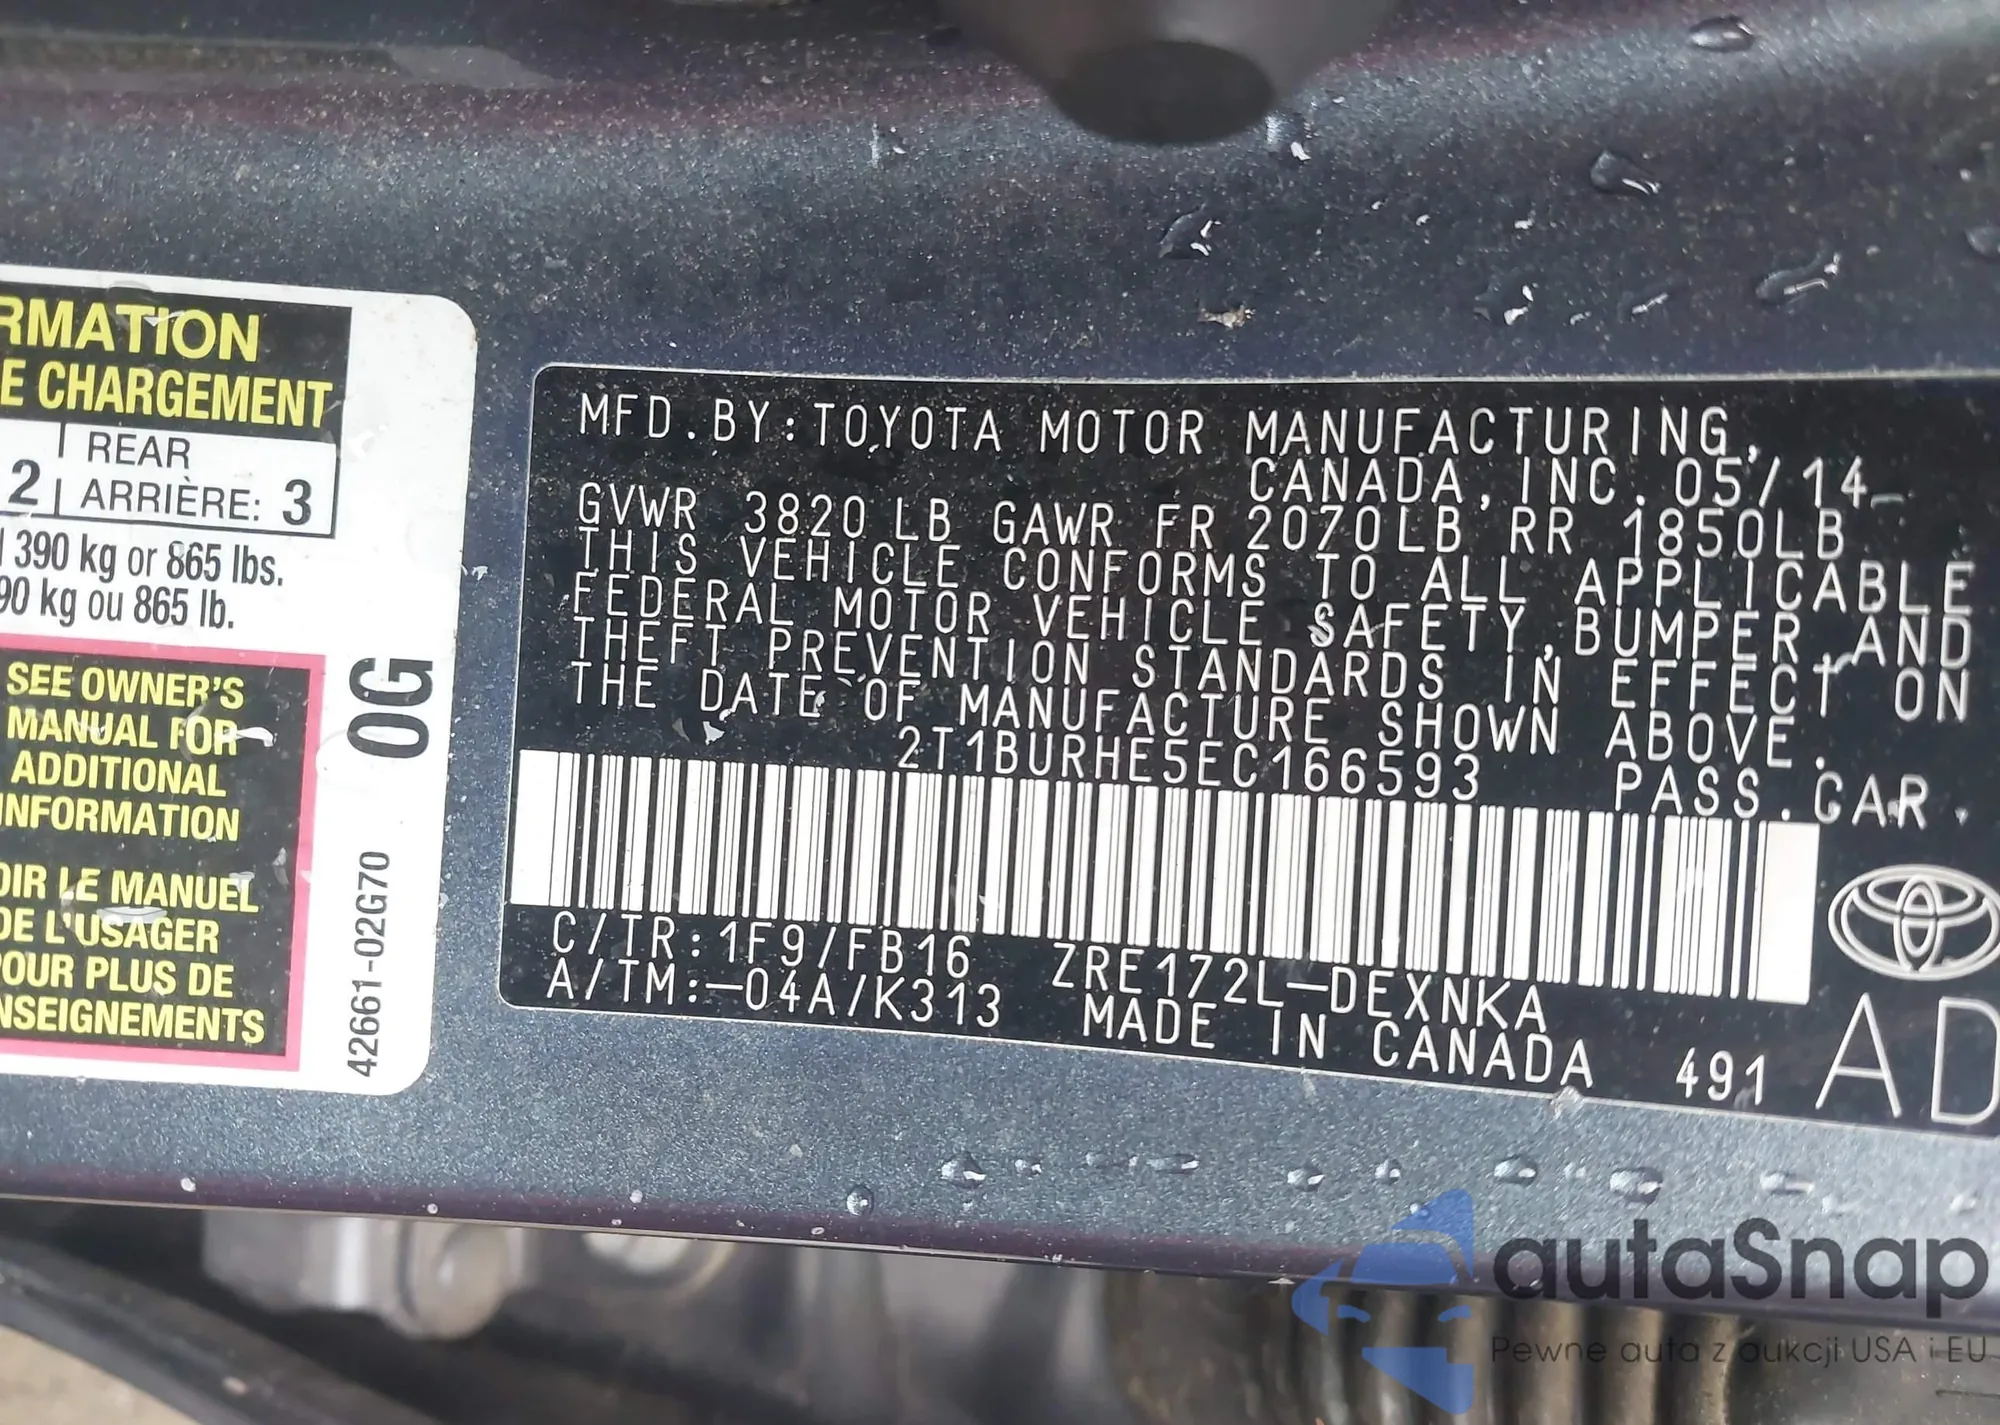 RMATION
E CHARGEMENT
REAR
2 ARRIÈRE: 3
390 kg or 865 lbs.
90 kg ou 865 lb.
SEE OWNER'S
MANUAL FOR
ADDITIONAL
INFORMATION
OIR LE MANUEL
DE L'USAGER
POUR PLUS DE
NSEIGNEMENTS
0G
42661-02G70
MFD.BY:TOYOTA MOTOR MANUFACTURING,
CANADA,INC.05/14
GVWR 3820 LB GAWR FR 2070LB RR 1850LB
THIS VEHICLE CONFORMS TO ALL APPLICABLE
FEDERAL MOTOR VEHICLE SAFETY,BUMPER,AND
THEFT PREVENTION STANDARDS IN EFFECT ON
THE DATE OF MANUFACTURE SHOWN ABOVE.
2T1BURHE5EC166593 PASS.CAR.
C/TR:1F9/FB16 ZRE172L-DEXNKA
A/TM:-04A/K313 MADE IN CANADA 491 AD
autaSnap
Pewne auta z aukcji USA i EU